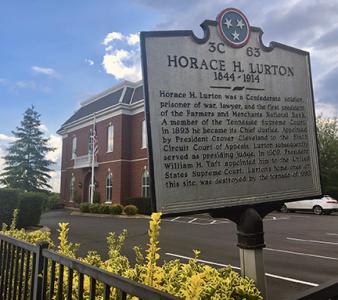 3C 63
HORACE H. LURTON
1844-1914
Horace H. Lurton was a Confederate soldier,
prisoner of war, lawyer, and the first president
of the Farmers and Merchants National Bank.
A member of the Tennessee Supreme Court,
in 1893 he became its Chief Justice. Appointed
by President Grover Cleveland to the Sixth
Circuit Court of Appeals, Lurton subsequently
served as presiding judge. In 1909, President
William H. Taft appointed him to the United
States Supreme Court. Lurton's home, once on
this site, was destroyed by the tornado of 1999.